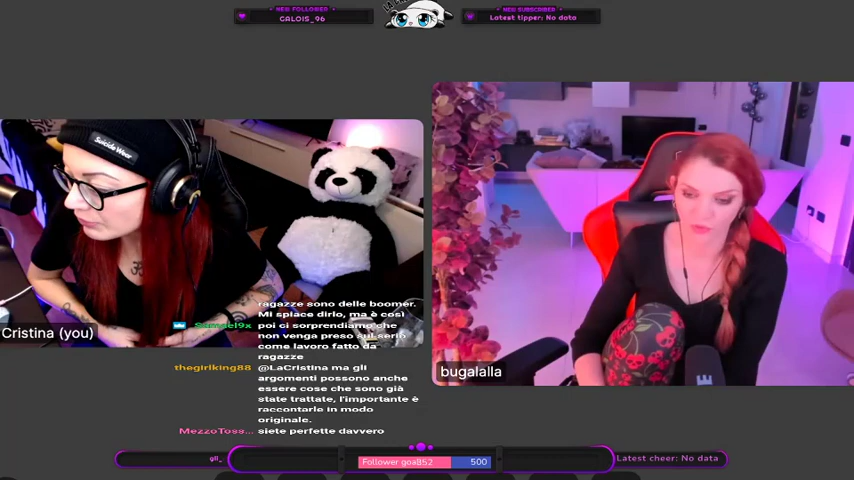 NEW FOLLOWER
GALOIS_96
NEW SUBSCRIBER
Latest tipper: No data
Suicide Wear
Cristina (you)
bugalalla
ragazze sono delle boomer.
Mi spiace dirlo, ma è così
poi ci sorprendiamo che
non venga preso sul serio
come lavoro fatto da
ragazze
thegirlking88 @LaCristina ma gli
argomenti possono anche
essere cose che sono già
state trattate, l'importante è
raccontarle in modo
originale.
MezzoToss... siete perfette davvero
Follower goal
352
500
Latest cheer: No data